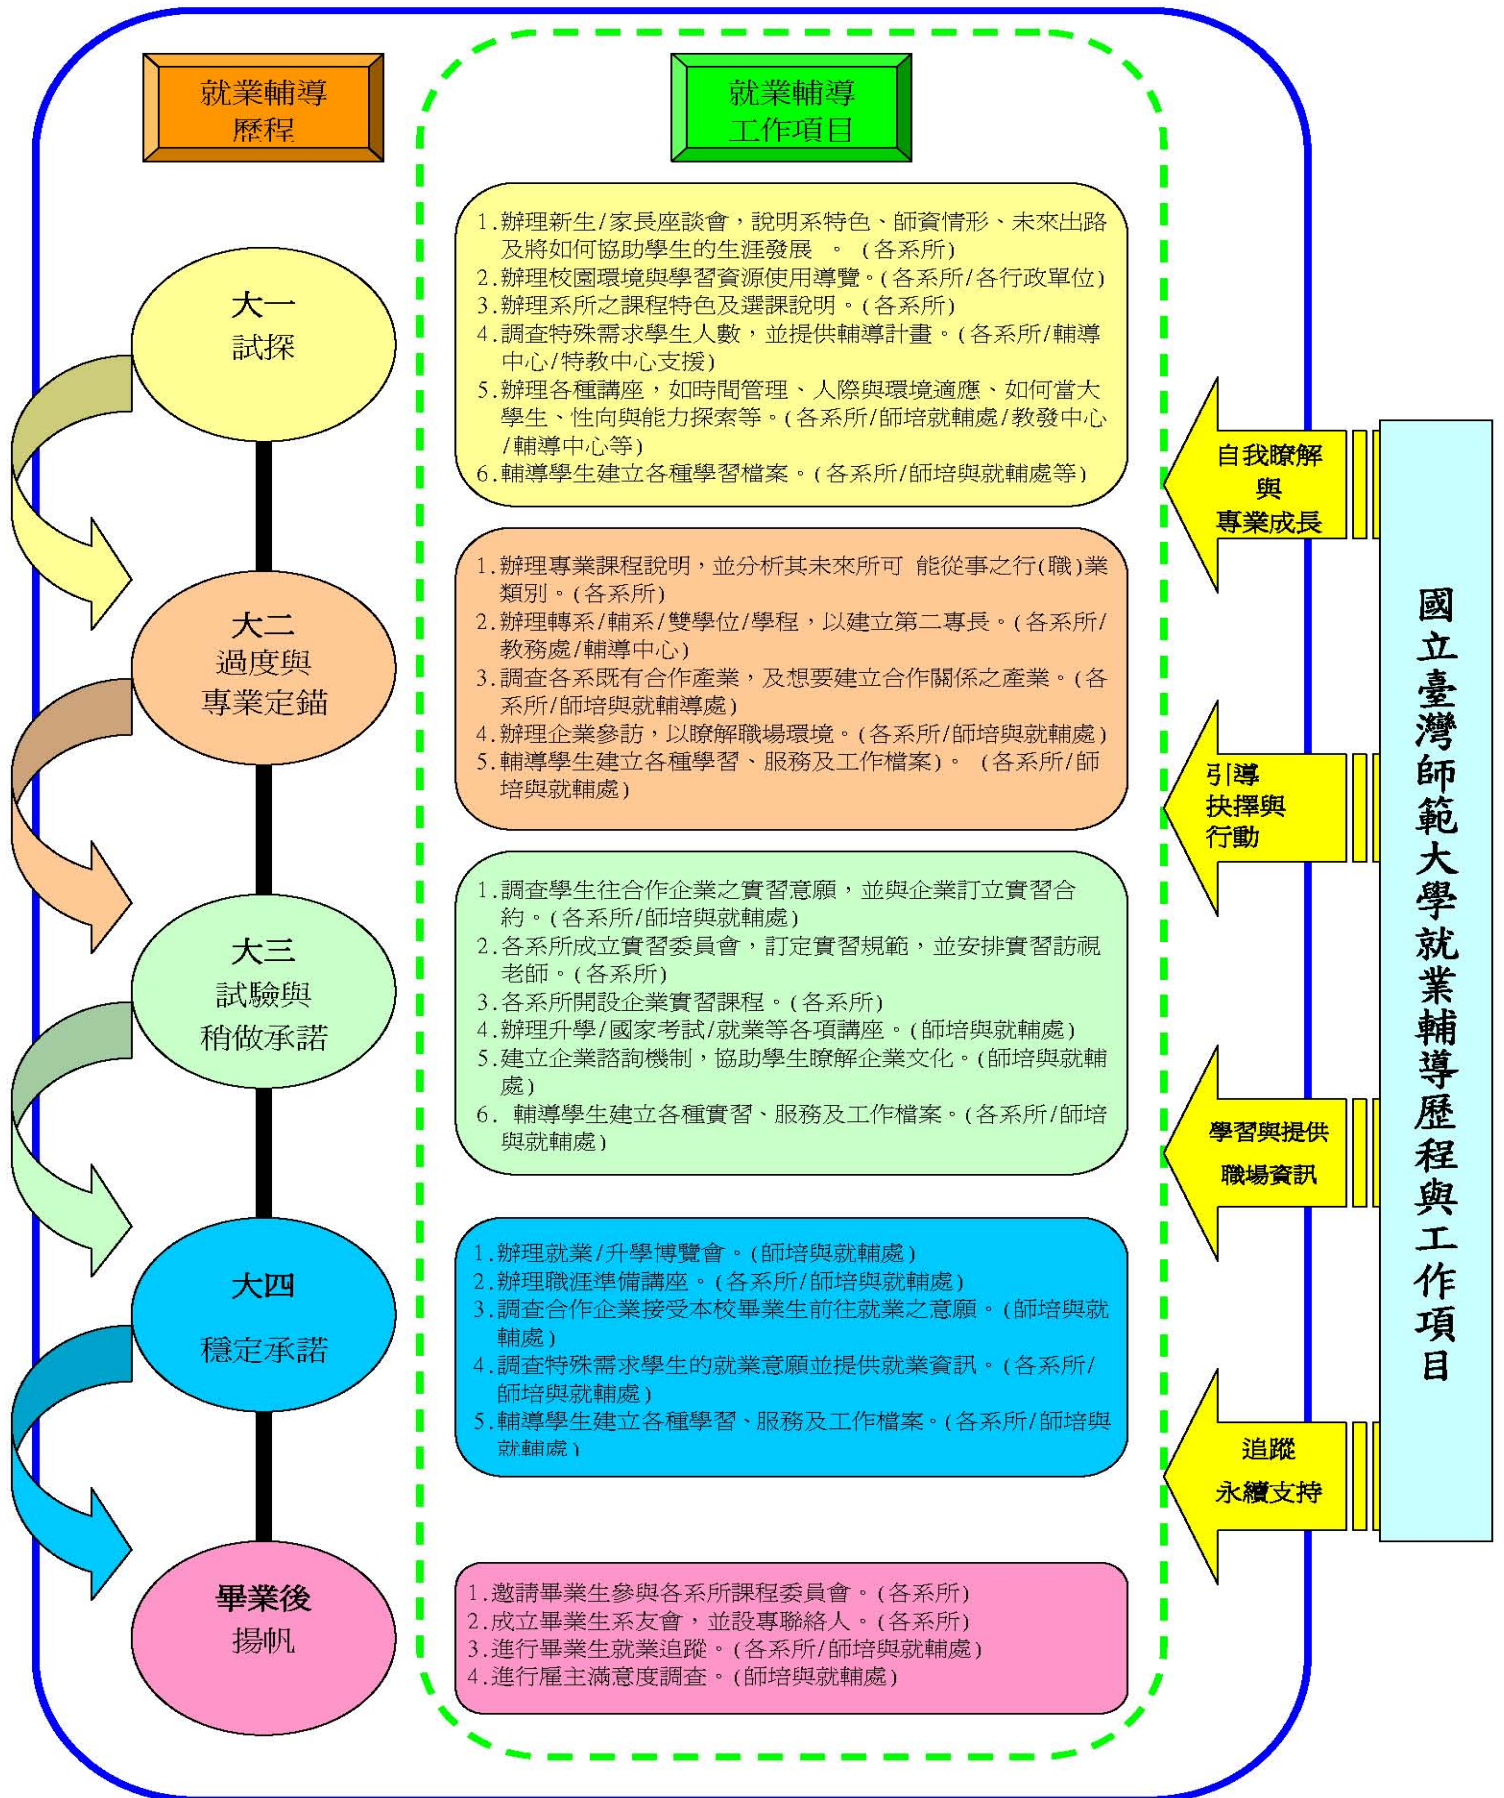 就業輔導
歷程
就業輔導
工作項目
大一
試探
1.辦理新生/家長座談會，說明系特色、師資情形、未來出路
及將如何協助學生的生涯發展 。 (各系所)
2.辦理校園環境與學習資源使用導覽。(各系所/各行政單位)
3.辦理系所之課程特色及選課說明。(各系所)
4.調查特殊需求學生人數，並提供輔導計畫。(各系所/輔導
中心/特教中心支援)
5.辦理各種講座，如時間管理、人際與環境適應、如何當大
學生、性向與能力探索等。(各系所/師培就輔處/教發中心
/輔導中心等)
6.輔導學生建立各種學習檔案。(各系所/師培與就輔處等)
大二
過度與
專業定錨
1.辦理專業課程說明，並分析其未來所可 能從事之行(職)業
類別。(各系所)
2.辦理轉系/輔系/雙學位/學程，以建立第二專長。(各系所/
教務處/輔導中心)
3.調查各系既有合作產業，及想要建立合作關係之產業。(各
系所/師培與就輔導處)
4.辦理企業參訪，以瞭解職場環境。(各系所/師培與就輔處)
5.輔導學生建立各種學習、服務及工作檔案)。 (各系所/師
培與就輔處)
大三
試驗與
稍做承諾
1.調查學生往合作企業之實習意願，並與企業訂立實習合
約。(各系所/師培與就輔處)
2.各系所成立實習委員會，訂定實習規範，並安排實習訪視
老師。(各系所)
3.各系所開設企業實習課程。(各系所)
4.辦理升學/國家考試/就業等各項講座。(師培與就輔處)
5.建立企業諮詢機制，協助學生瞭解企業文化。(師培與就輔
處)
6. 輔導學生建立各種實習、服務及工作檔案。(各系所/師培
與就輔處)
大四
穩定承諾
1.辦理就業/升學博覽會。(師培與就輔處)
2.辦理職涯準備講座。(各系所/師培與就輔處)
3.調查合作企業接受本校畢業生前往就業之意願。(師培與就
輔處)
4.調查特殊需求學生的就業意願並提供就業資訊。(各系所/
師培與就輔處)
5.輔導學生建立各種學習、服務及工作檔案。(各系所/師培與
就輔處)
畢業後
揚帆
1.邀請畢業生參與各系所課程委員會。(各系所)
2.成立畢業生系友會，並設專聯絡人。(各系所)
3.進行畢業生就業追蹤。(各系所/師培與就輔處)
4.進行雇主滿意度調查。(師培與就輔處)
自我瞭解
與
專業成長
引導
抉擇與
行動
學習與提供
職場資訊
追蹤
永續支持
國立臺灣師範大學就業輔導歷程與工作項目